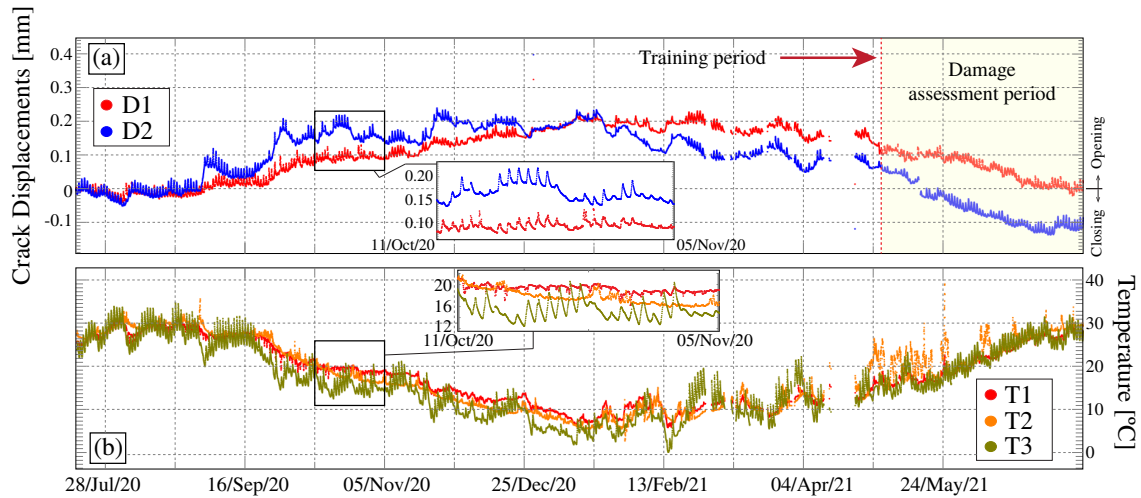 Crack Displacements [mm]
(a)
0.4
0.3
0.2
0.1
0
-0.1
D1
D2
Training period
Damage
assessment period
Closing ←→ Opening
0.20
0.15
0.10
11/Oct/20
05/Nov/20
(b)
20
16
12
11/Oct/20
05/Nov/20
T1
T2
T3
40
30
20
10
0
Temperature [°C]
28/Jul/20
16/Sep/20
05/Nov/20
25/Dec/20
13/Feb/21
04/Apr/21
24/May/21